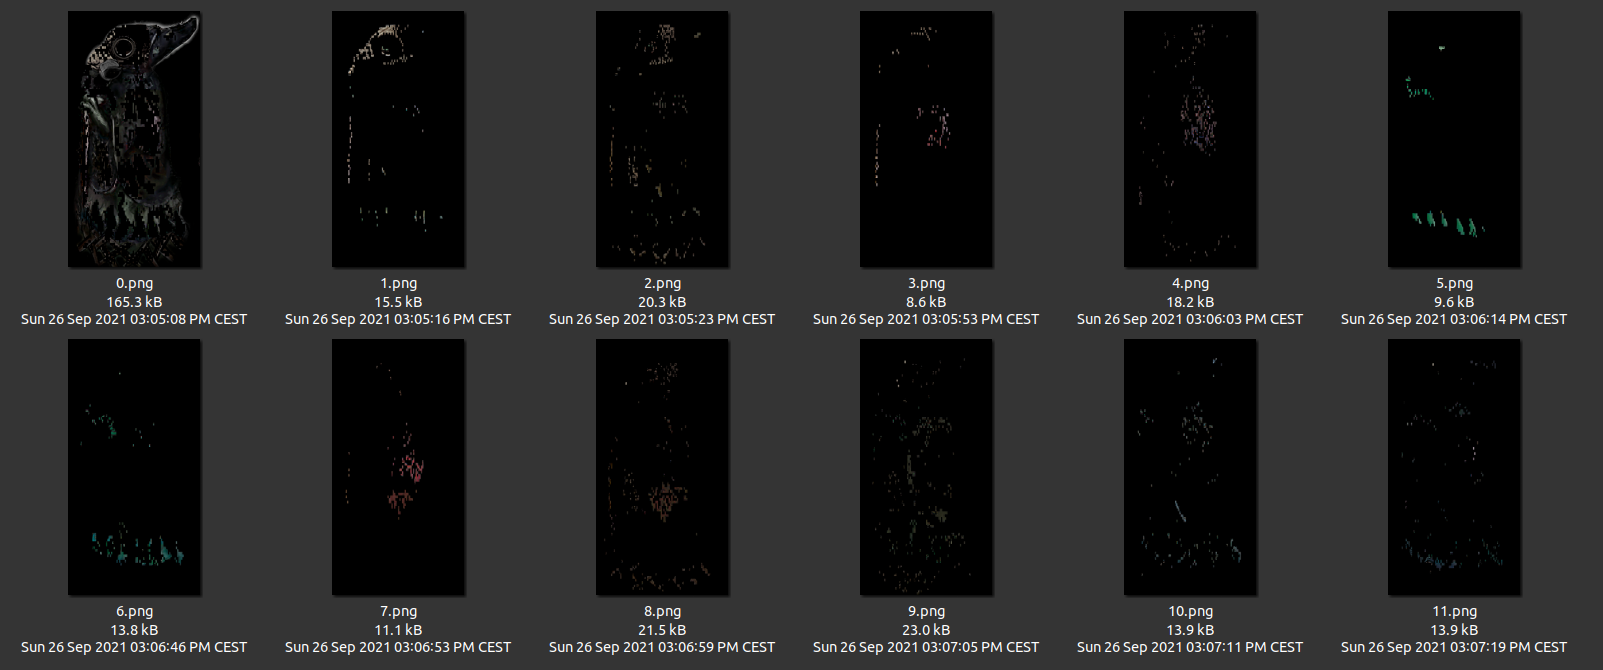 0.png
165.3 kB
Sun 26 Sep 2021 03:05:08 PM CEST
1.png
15.5 kB
Sun 26 Sep 2021 03:05:16 PM CEST
2.png
20.3 kB
Sun 26 Sep 2021 03:05:23 PM CEST
3.png
8.6 kB
Sun 26 Sep 2021 03:05:53 PM CEST
4.png
18.2 kB
Sun 26 Sep 2021 03:06:03 PM CEST
5.png
9.6 kB
Sun 26 Sep 2021 03:06:14 PM CEST
6.png
13.8 kB
Sun 26 Sep 2021 03:06:46 PM CEST
7.png
11.1 kB
Sun 26 Sep 2021 03:06:53 PM CEST
8.png
21.5 kB
Sun 26 Sep 2021 03:06:59 PM CEST
9.png
23.0 kB
Sun 26 Sep 2021 03:07:05 PM CEST
10.png
13.9 kB
Sun 26 Sep 2021 03:07:11 PM CEST
11.png
13.9 kB
Sun 26 Sep 2021 03:07:19 PM CEST